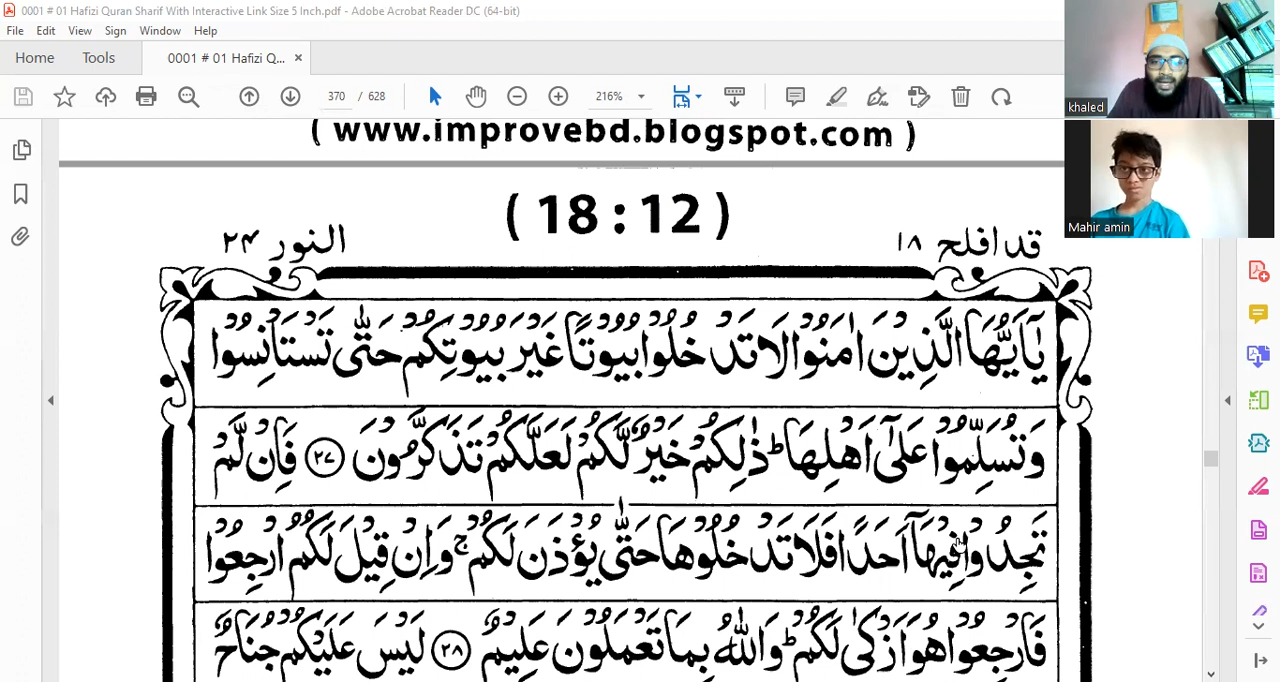 0001 # 01 Hafizi Quran Sharif With Interactive Link Size 5 Inch.pdf - Adobe Acrobat Reader DC (64-bit)
File Edit View Sign Window Help
Home Tools 0001 # 01 Hafizi Q... ×
370 / 628 216%
khaled
Mahir amin
( www.improvebd.blogspot.com )
( 18 : 12 )
قد افلح ١٨ النور ٢٤
يٰۤاَيُّهَا الَّذِيْنَ اٰمَنُوْا لَا تَدْخُلُوْا بُيُوْتًا غَيْرَ بُيُوْتِكُمْ حَتّٰى تَسْتَاْنِسُوْا
وَتُسَلِّمُوْا عَلٰۤى اَهْلِهَا ؕ ذٰلِكُمْ خَيْرٌ لَّكُمْ لَعَلَّكُمْ تَذَكَّرُوْنَ ﴿٢٧﴾ فَاِنْ لَّمْ
تَجِدُوْا فِيْهَاۤ اَحَدًا فَلَا تَدْخُلُوْهَا حَتّٰى يُؤْذَنَ لَكُمْ ۚ وَاِنْ قِيْلَ لَكُمُ ارْجِعُوْا
فَارْجِعُوْا هُوَ اَزْكٰى لَكُمْ ؕ وَاللّٰهُ بِمَا تَعْمَلُوْنَ عَلِيْمٌ ﴿٢٨﴾ لَيْسَ عَلَيْكُمْ جُنَاحٌ